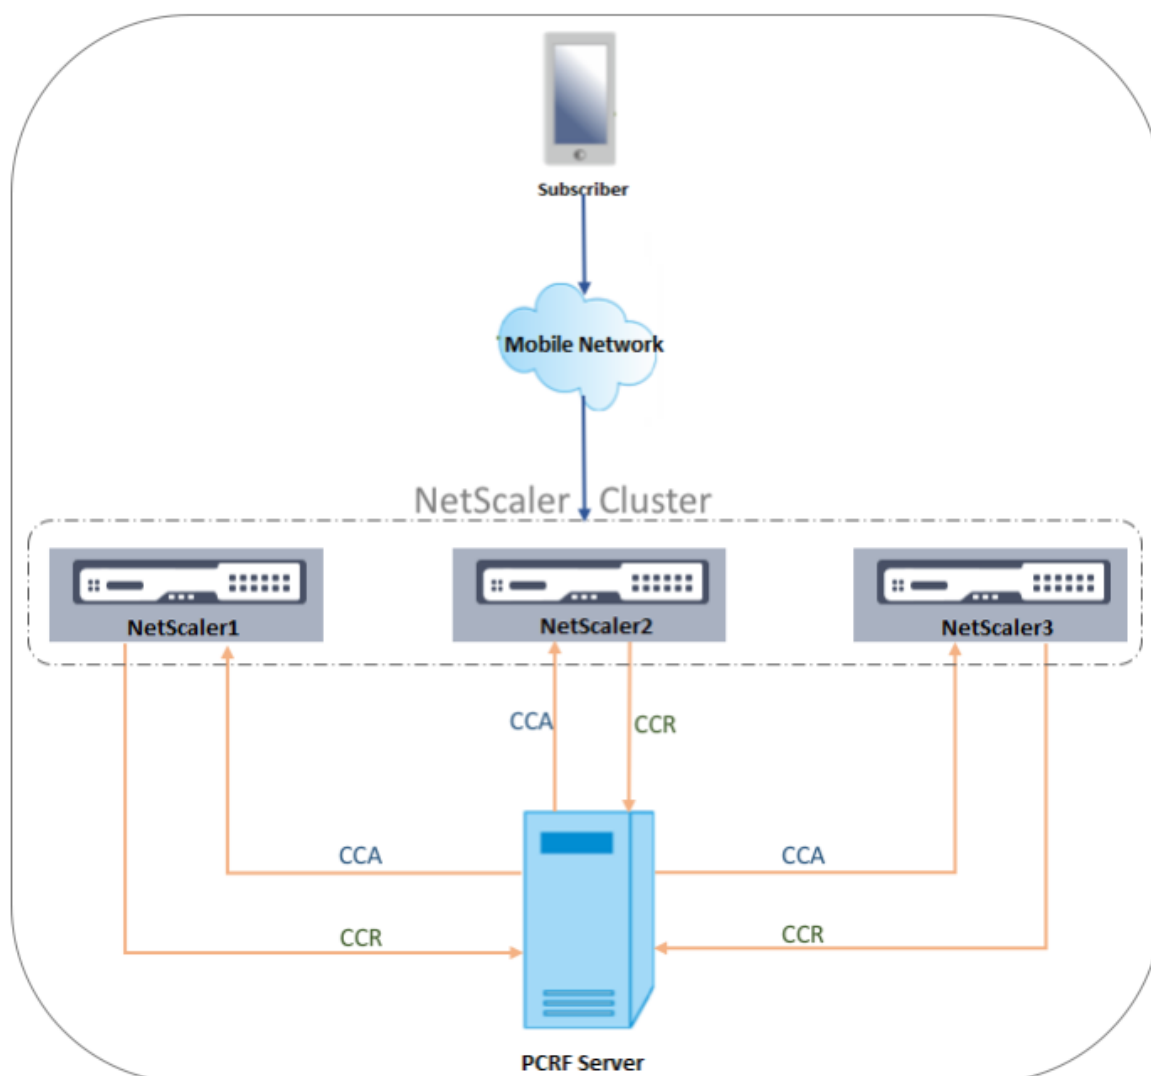 Subscriber
Mobile Network
NetScaler Cluster
NetScaler1
NetScaler2
NetScaler3
CCA
CCR
CCA
CCA
CCR
CCR
PCRF Server